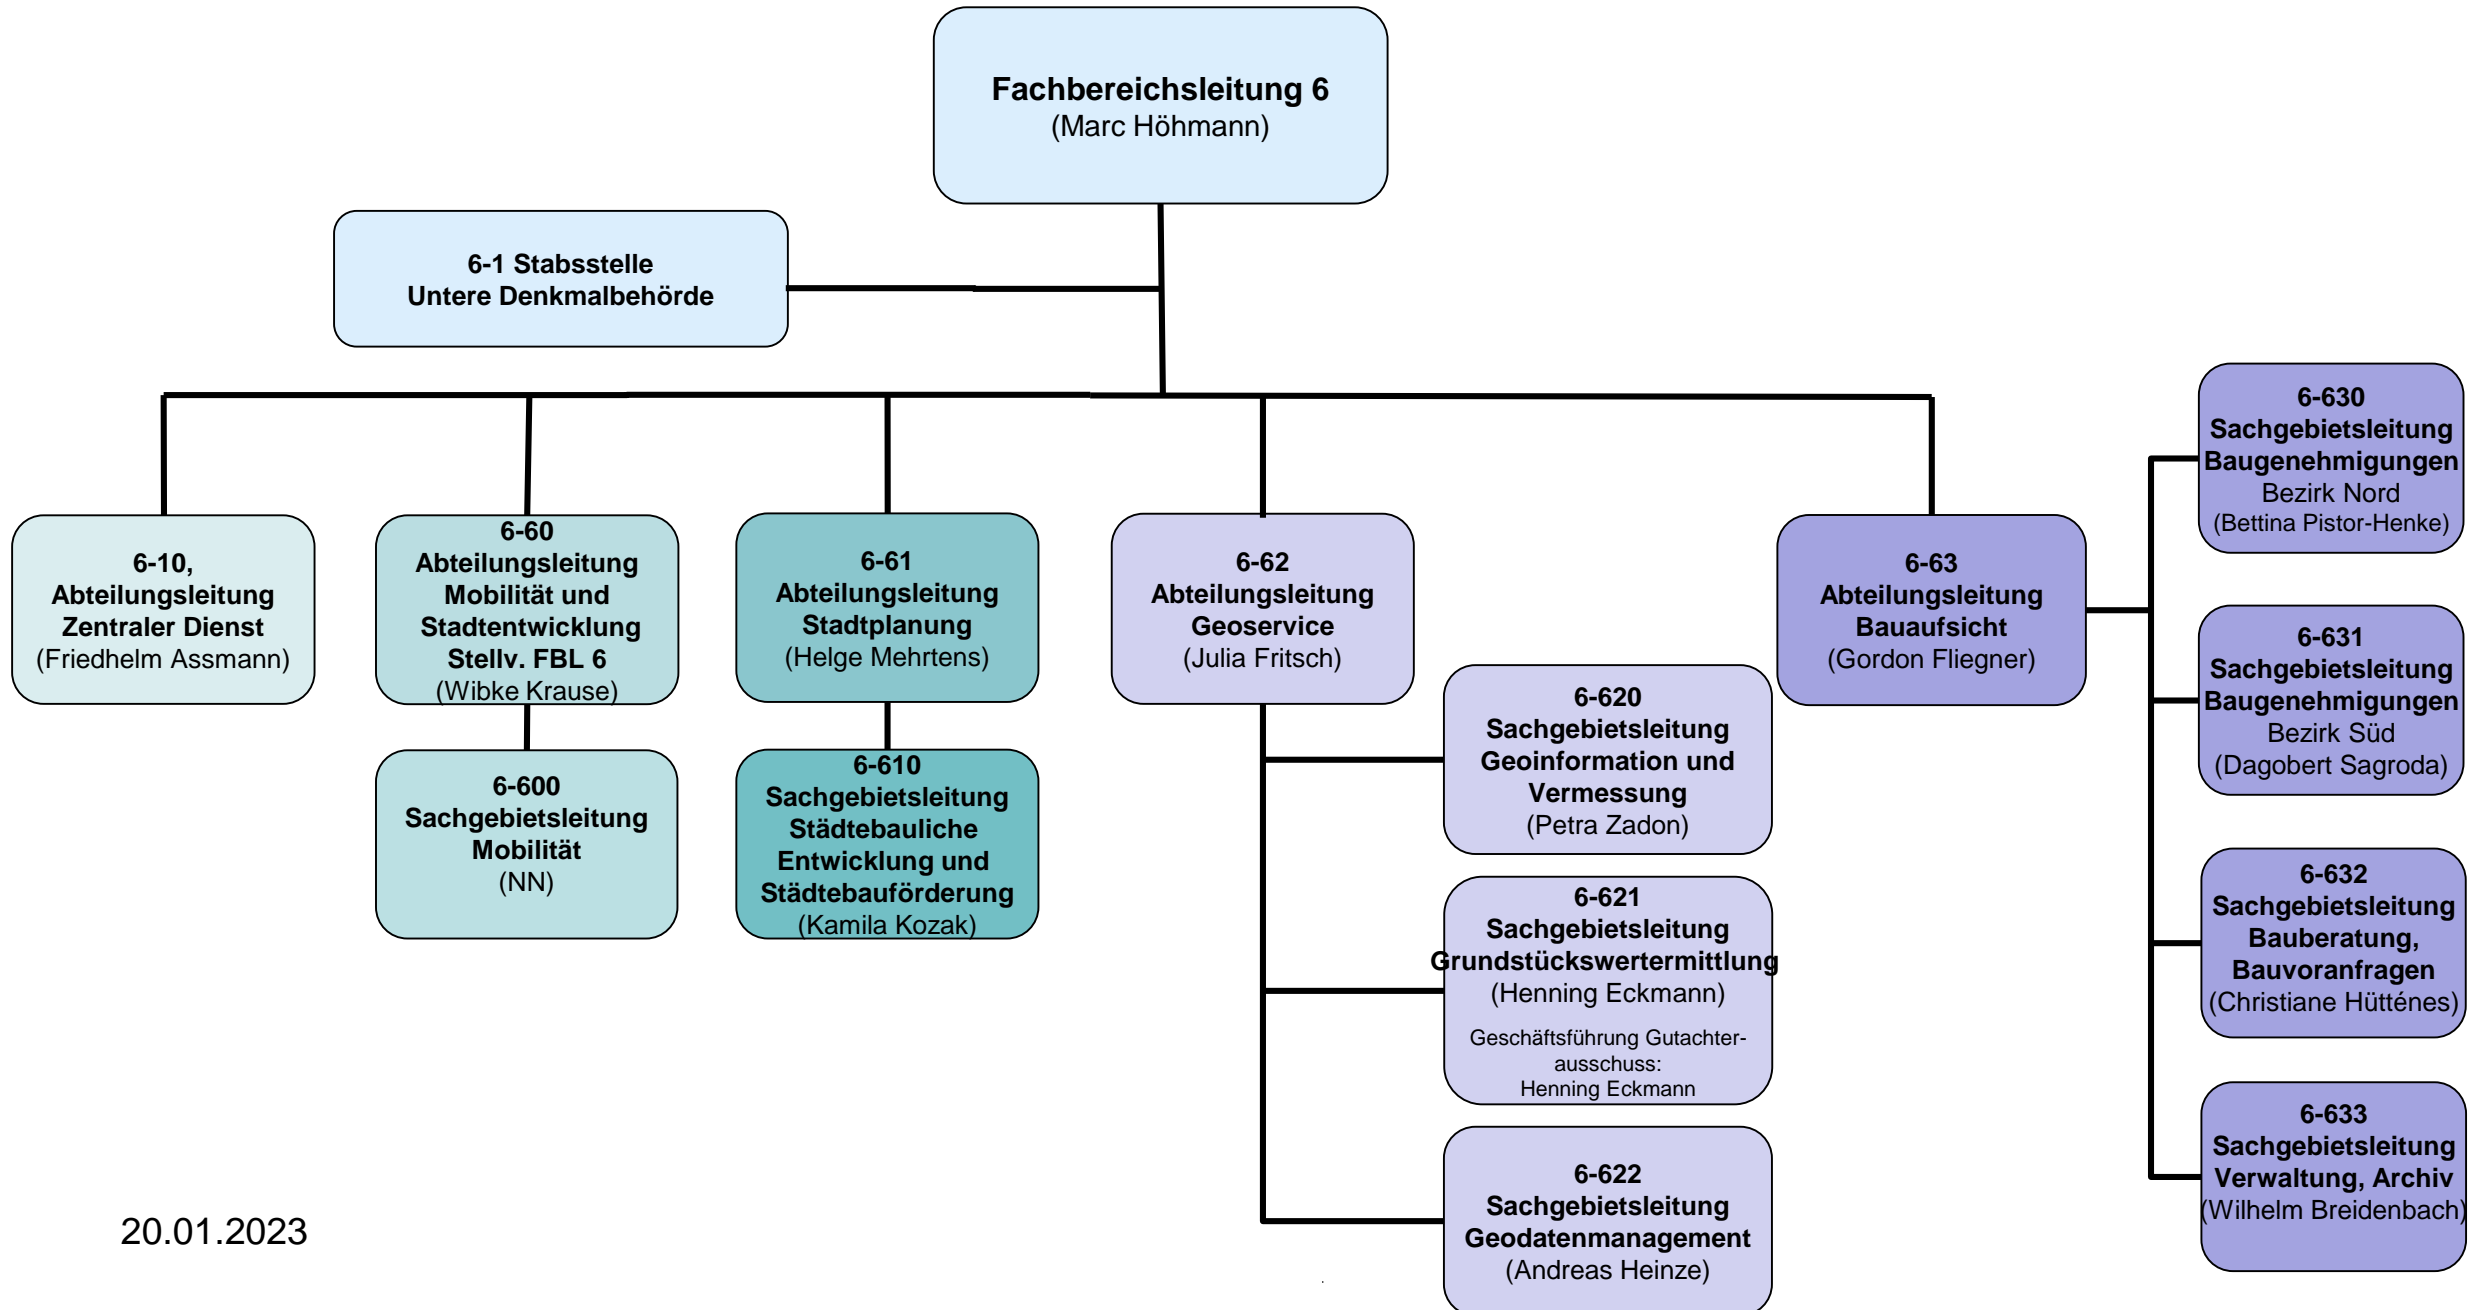 Fachbereichsleitung 6
(Marc Höhmann)
6-1 Stabsstelle
Untere Denkmalbehörde
6-10,
Abteilungsleitung
Zentraler Dienst
(Friedhelm Assmann)
6-60
Abteilungsleitung
Mobilität und
Stadtentwicklung
Stellv. FBL 6
(Wibke Krause)
6-600
Sachgebietsleitung
Mobilität
(NN)
6-61
Abteilungsleitung
Stadtplanung
(Helge Mehrtens)
6-610
Sachgebietsleitung
Städtebauliche
Entwicklung und
Städtebauförderung
(Kamila Kozak)
6-62
Abteilungsleitung
Geoservice
(Julia Fritsch)
6-620
Sachgebietsleitung
Geoinformation und
Vermessung
(Petra Zadon)
6-621
Sachgebietsleitung
Grundstückswertermittlung
(Henning Eckmann)
Geschäftsführung Gutachter-
ausschuss:
Henning Eckmann
6-622
Sachgebietsleitung
Geodatenmanagement
(Andreas Heinze)
6-63
Abteilungsleitung
Bauaufsicht
(Gordon Fliegner)
6-630
Sachgebietsleitung
Baugenehmigungen
Bezirk Nord
(Bettina Pistor-Henke)
6-631
Sachgebietsleitung
Baugenehmigungen
Bezirk Süd
(Dagobert Sagroda)
6-632
Sachgebietsleitung
Bauberatung,
Bauvoranfragen
(Christiane Hütténes)
6-633
Sachgebietsleitung
Verwaltung, Archiv
(Wilhelm Breidenbach)
20.01.2023